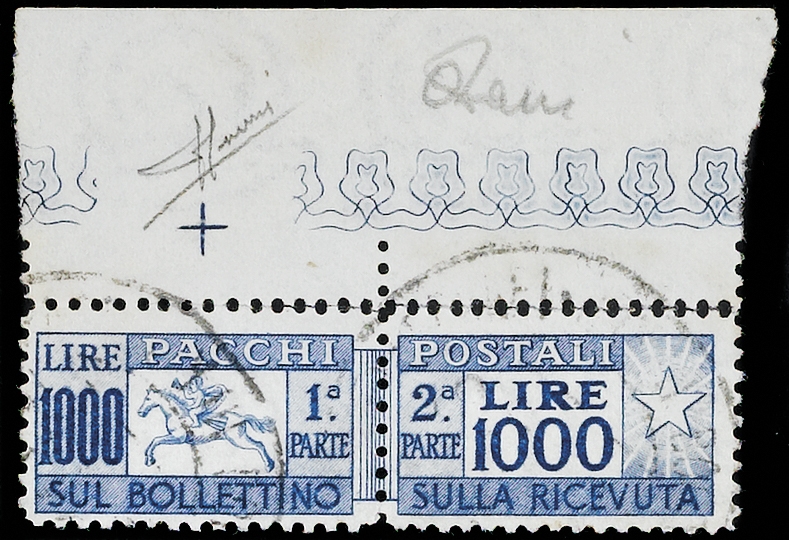 LIRE PACCHI POSTALI
1000 1ª PARTE 2ª PARTE LIRE 1000
SUL BOLLETTINO SULLA RICEVUTA